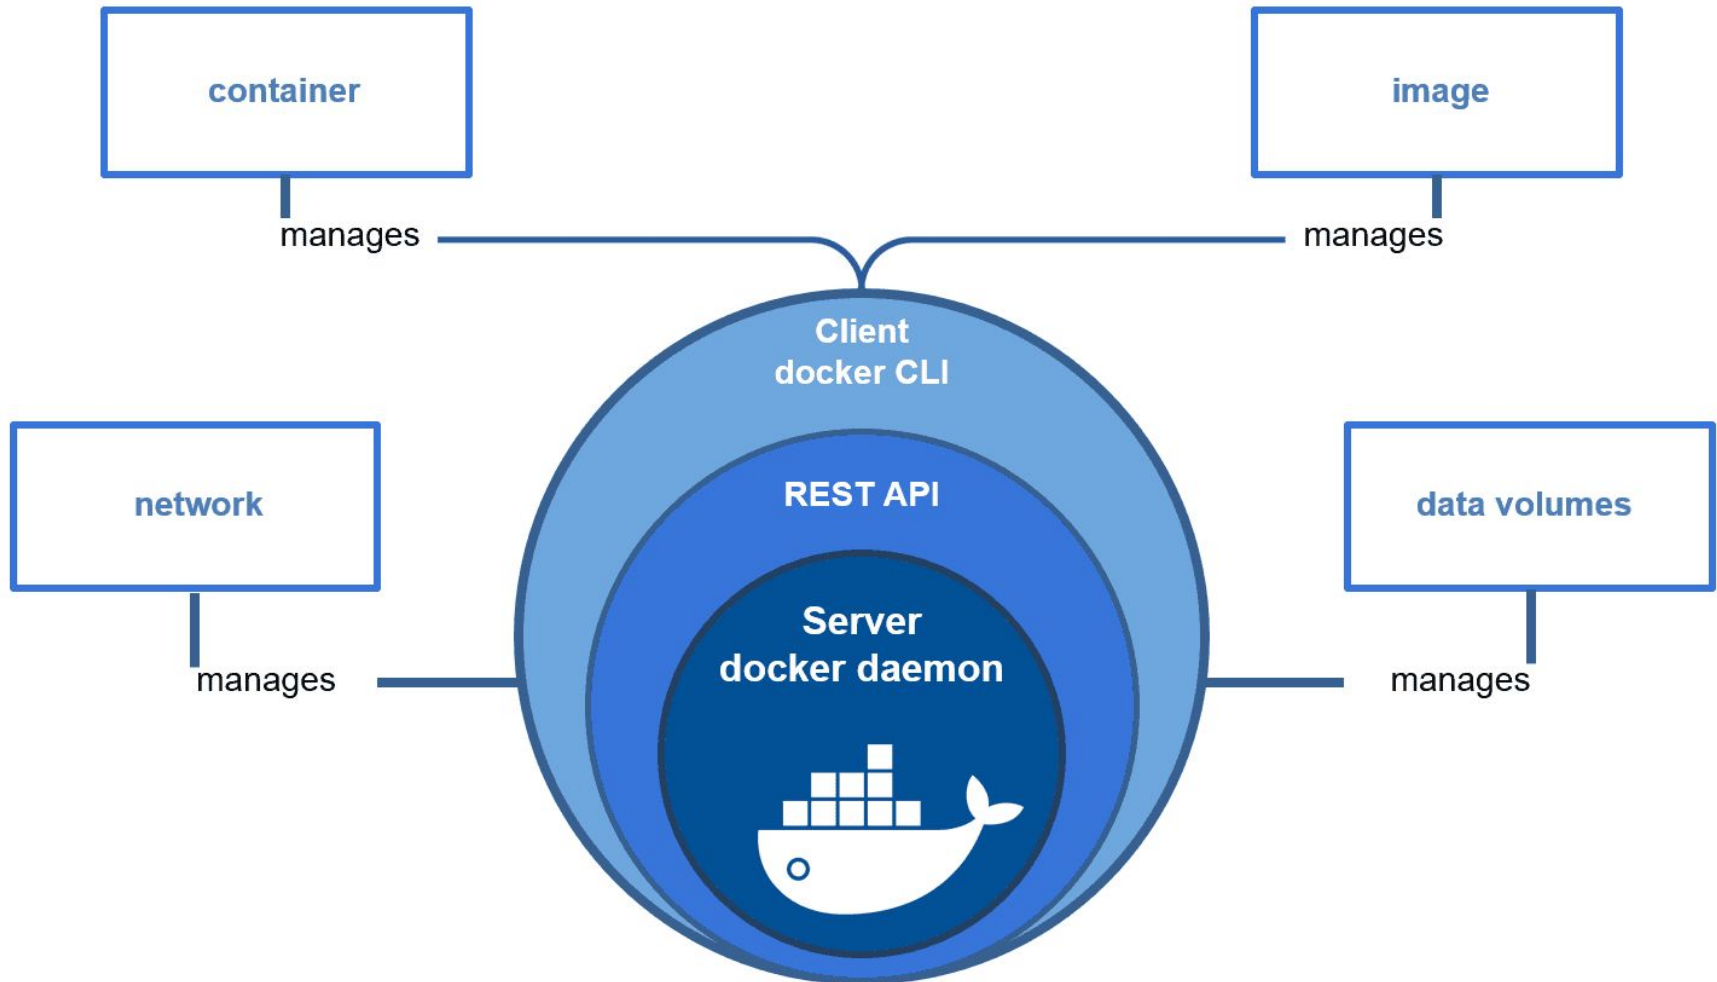 container
image
manages
manages
Client
docker CLI
network
REST API
data volumes
Server
docker daemon
manages
manages